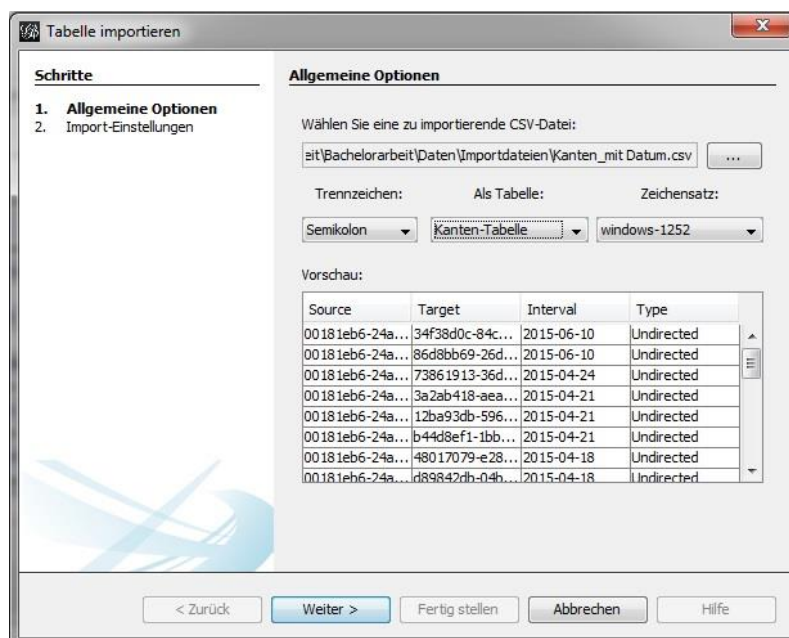 Tabelle importieren
Schritte
1. Allgemeine Optionen
2. Import-Einstellungen
Allgemeine Optionen
Wählen Sie eine zu importierende CSV-Datei:
eit\Bachelorarbeit\Daten\Importdateien\Kanten_mit Datum.csv ...
Trennzeichen: Als Tabelle: Zeichensatz:
Semikolon Kanten-Tabelle windows-1252
Vorschau:
Source Target Interval Type
00181eb6-24a... 34f38d0c-84c... 2015-06-10 Undirected
00181eb6-24a... 86d8bb69-26d... 2015-06-10 Undirected
00181eb6-24a... 73861913-36d... 2015-04-24 Undirected
00181eb6-24a... 3a2ab418-aea... 2015-04-21 Undirected
00181eb6-24a... 12ba93db-596... 2015-04-21 Undirected
00181eb6-24a... b44d8ef1-1bb... 2015-04-21 Undirected
00181eb6-24a... 48017079-e28... 2015-04-18 Undirected
00181eb6-24a... d89842db-04b... 2015-04-18 Undirected
< Zurück Weiter > Fertig stellen Abbrechen Hilfe